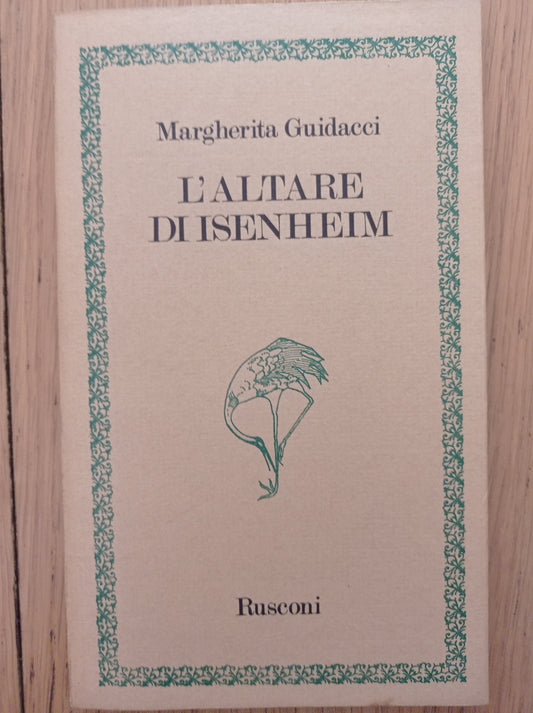 Margherita Guidacci
L'ALTARE
DI ISENHEIM
Rusconi